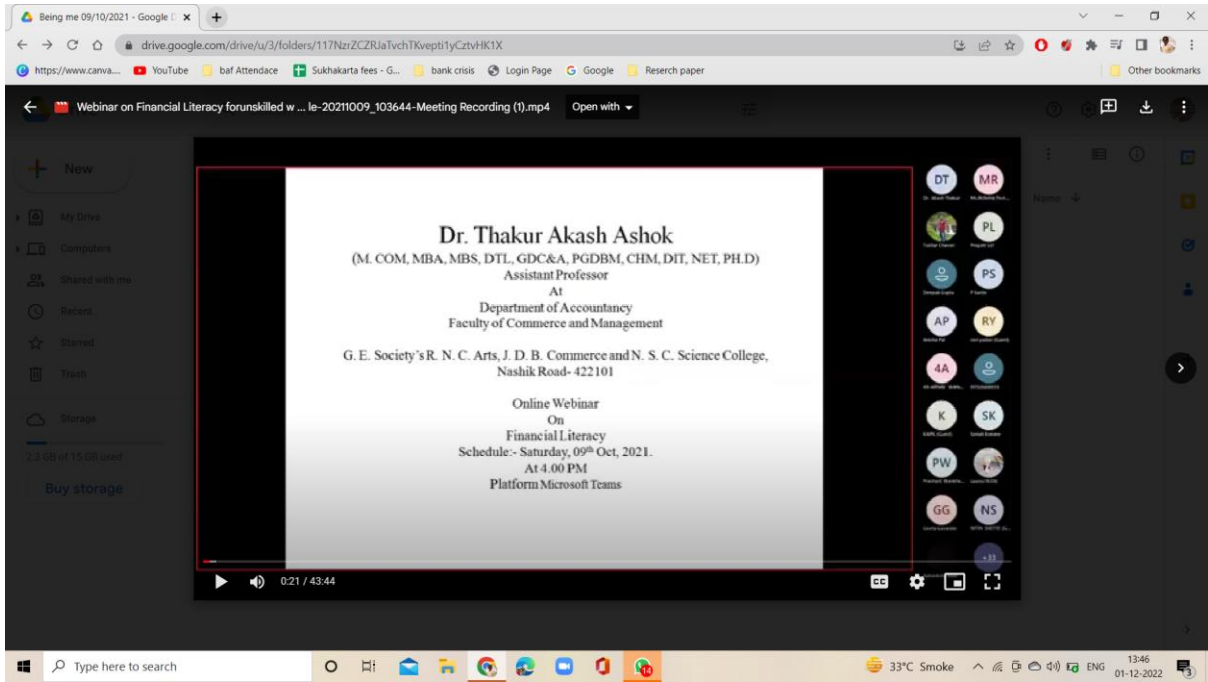 Being me 09/10/2021 - Google D
drive.google.com/drive/u/3/folders/117NzrZCZRJaTvchTKvepti1yCztvHK1X
https://www.canva....
YouTube
baf Attendace
Sukhakarta fees - G...
bank crisis
Login Page
Google
Reserch paper
Other bookmarks
Webinar on Financial Literacy forunskilled w ... le-20211009_103644-Meeting Recording (1).mp4
Open with
New
My Drive
Computers
Shared with me
Recent
Starred
Trash
Storage
2.3 GB of 15 GB used
Buy storage
Name
Dr. Thakur Akash Ashok
(M. COM, MBA, MBS, DTL, GDC&A, PGDBM, CHM, DIT, NET, PH.D)
Assistant Professor
At
Department of Accountancy
Faculty of Commerce and Management
G. E. Society's R. N. C. Arts, J. D. B. Commerce and N. S. C. Science College,
Nashik Road- 422101
Online Webinar
On
Financial Literacy
Schedule:- Saturday, 09th Oct, 2021.
At 4.00 PM
Platform Microsoft Teams
DT
MR
PL
PS
AP
RY
4A
K
SK
PW
GG
NS
+33
0:21 / 43:44
CC
Type here to search
14
33°C Smoke
ENG
13:46
01-12-2022
3